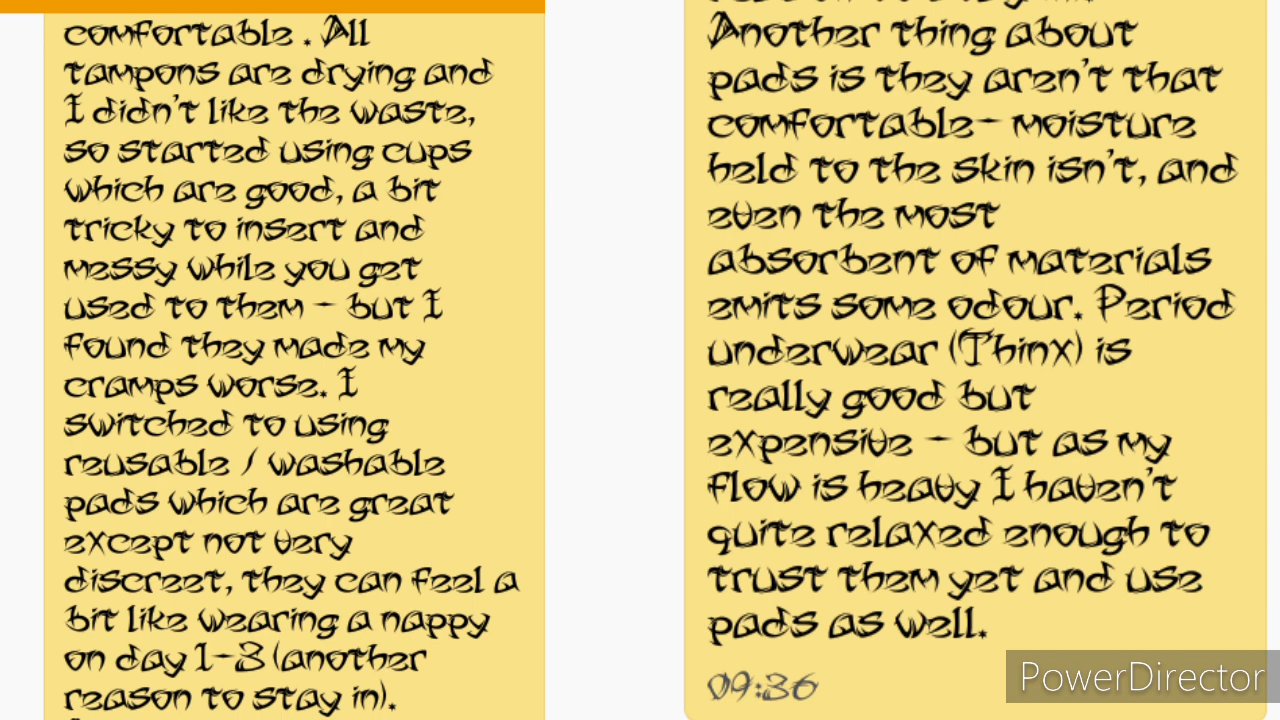 comfortable . All
tampons are drying and
I didn't like the waste,
so started using cups
which are good, a bit
tricky to insert and
messy while you get
used to them - but I
found they made my
cramps worse. I
switched to using
reusable / washable
pads which are great
except not very
discreet, they can feel a
bit like wearing a nappy
on day 1-3 (another
reason to stay in).
Another thing about
pads is they aren't that
comfortable- moisture
held to the skin isn't, and
even the most
absorbent of materials
emits some odour. Period
underwear (Thinx) is
really good but
expensive - but as my
flow is heavy I haven't
quite relaxed enough to
trust them yet and use
pads as well.
09:36
PowerDirector